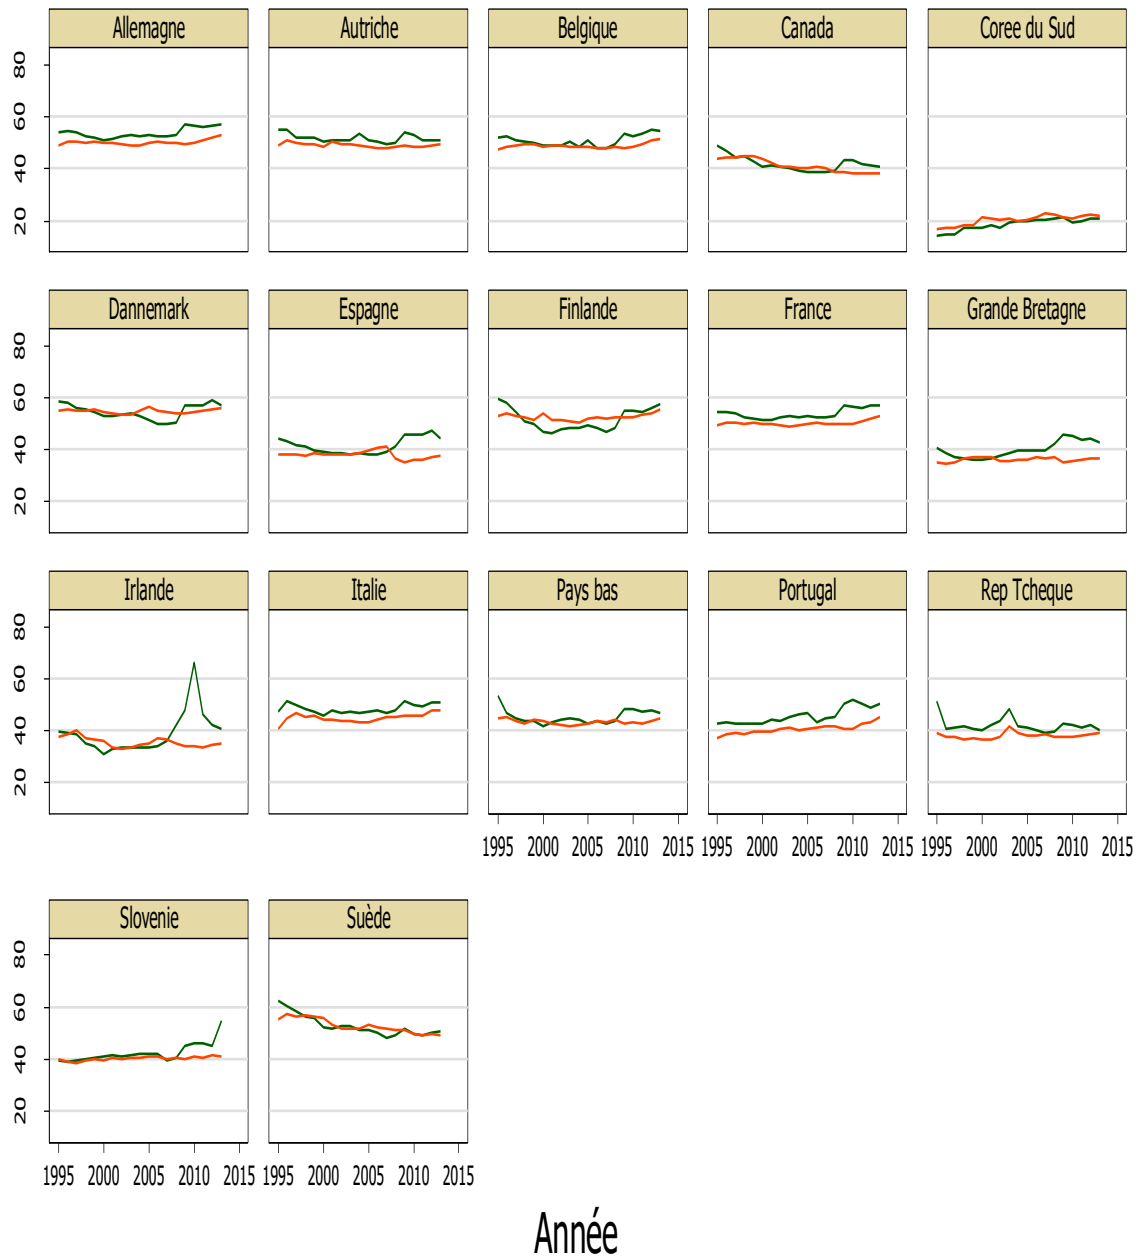 Allemagne Autriche Belgique Canada Coree du Sud
80
60
40
20
Dannemark Espagne Finlande France Grande Bretagne
80
60
40
20
Irlande Italie Pays bas Portugal Rep Tcheque
80
60
40
20
1995 2000 2005 2010 2015 1995 2000 2005 2010 2015 1995 2000 2005 2010 2015
Slovenie Suède
80
60
40
20
1995 2000 2005 2010 2015 1995 2000 2005 2010 2015
Année